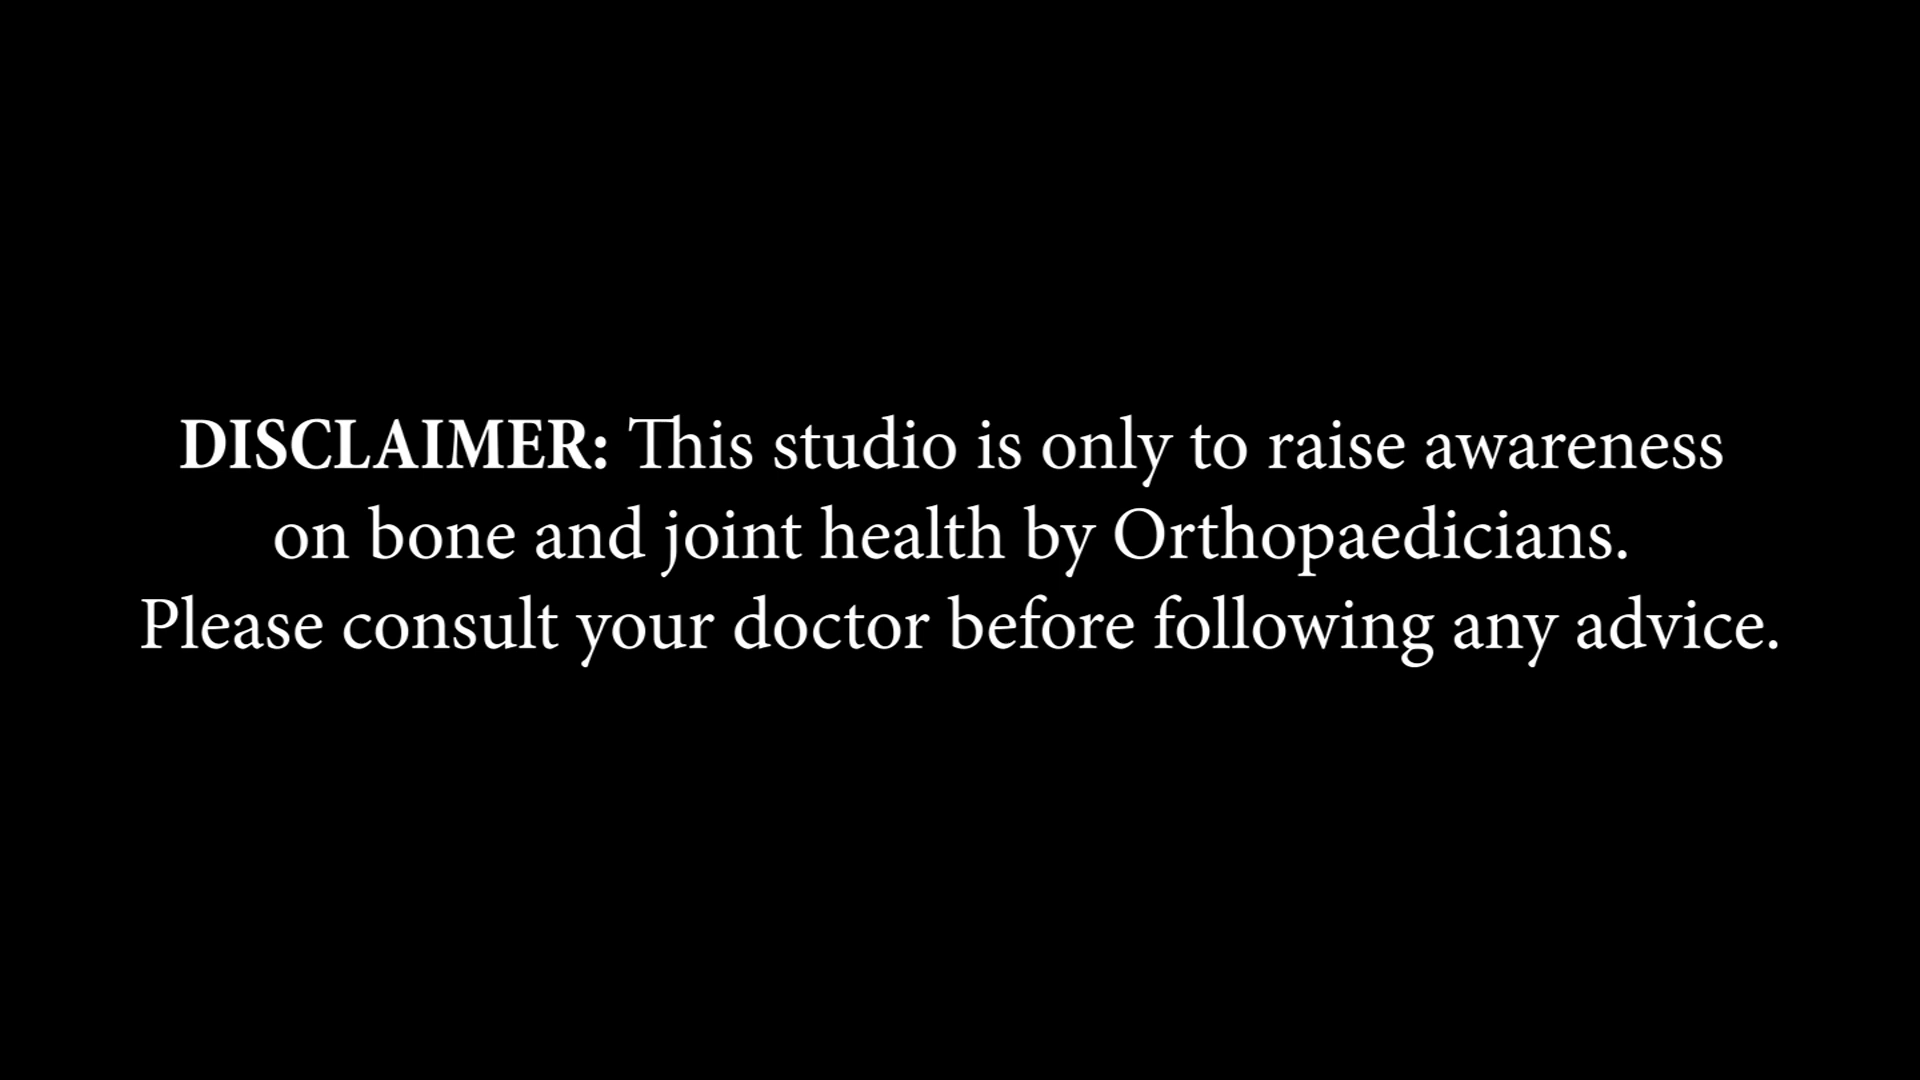 DISCLAIMER: This studio is only to raise awareness
on bone and joint health by Orthopaedicians.
Please consult your doctor before following any advice.